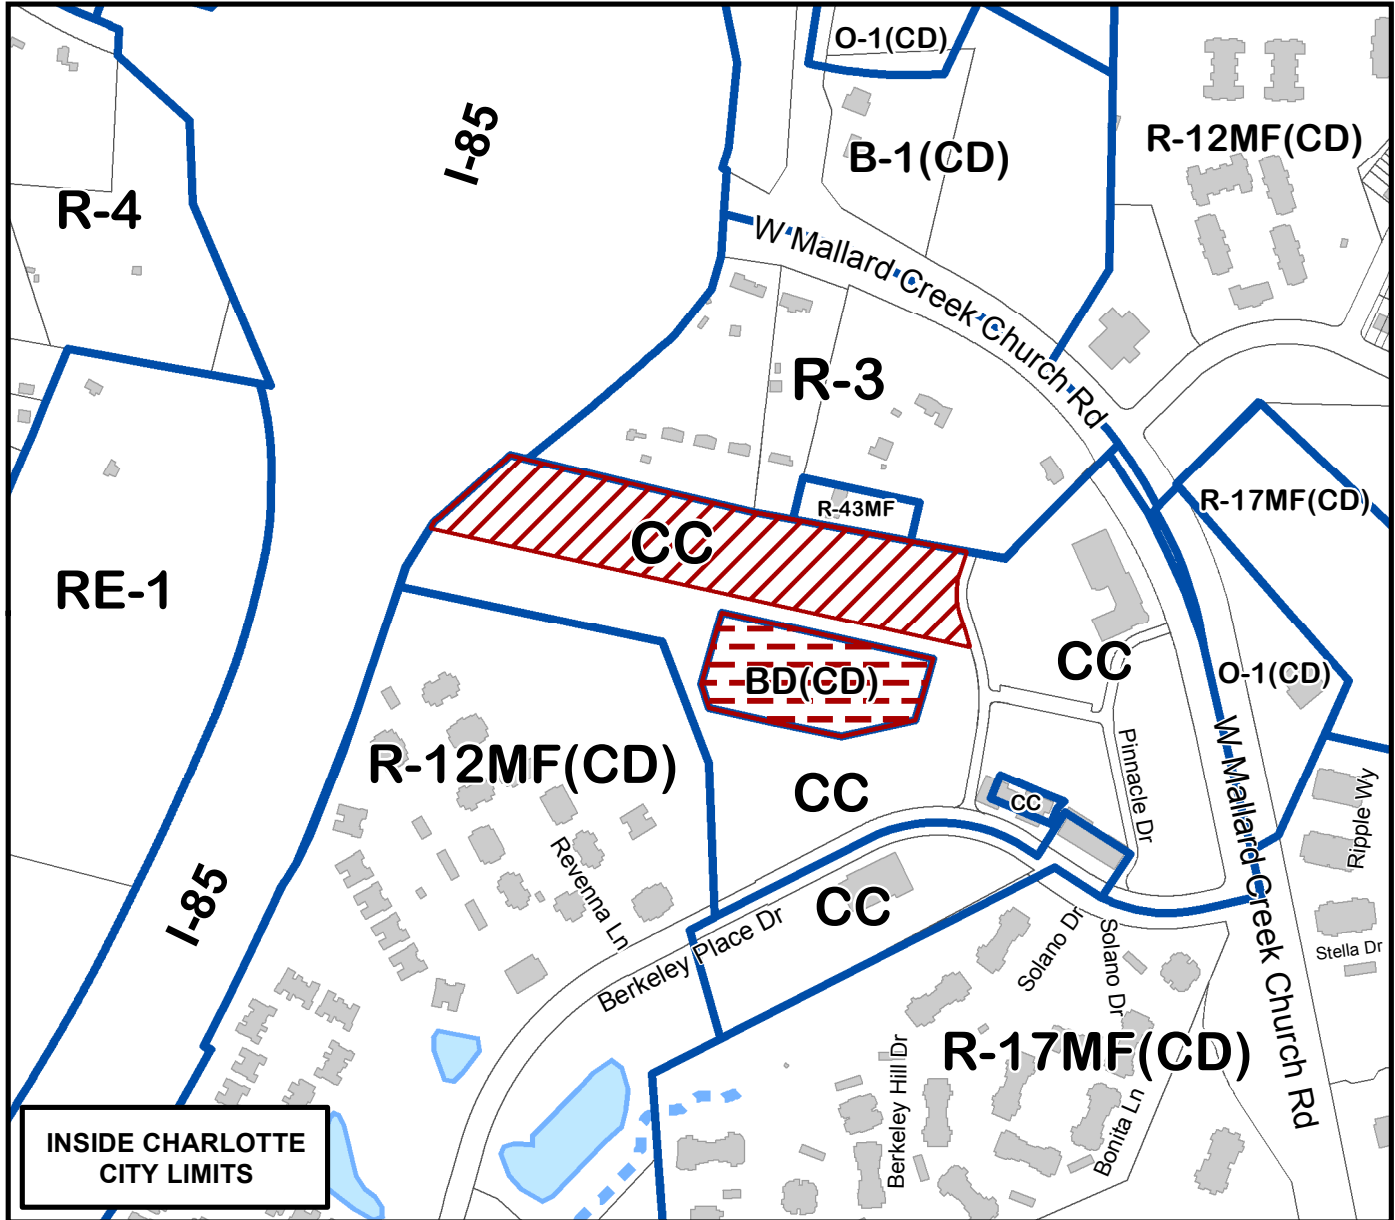 O-1(CD)
I-85
R-12MF(CD)
B-1(CD)
R-4
W Mallard Creek Church Rd
R-3
R-17MF(CD)
R-43MF
CC
RE-1
CC
O-1(CD)
BD(CD)
R-12MF(CD)
Pinnacle Dr
W Mallard Creek Church Rd
CC
CC
Ripple Wy
Revenna Ln
I-85
CC
Berkeley Place Dr
Solano Dr
Solano Dr
Stella Dr
R-17MF(CD)
Berkeley Hill Dr
Bonita Ln
INSIDE CHARLOTTE
CITY LIMITS